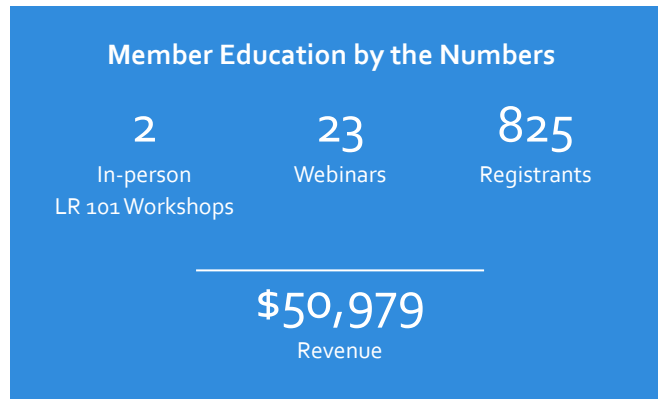 Member Education by the Numbers
2
23
825
In-person
LR 101 Workshops
Webinars
Registrants
$50,979
Revenue